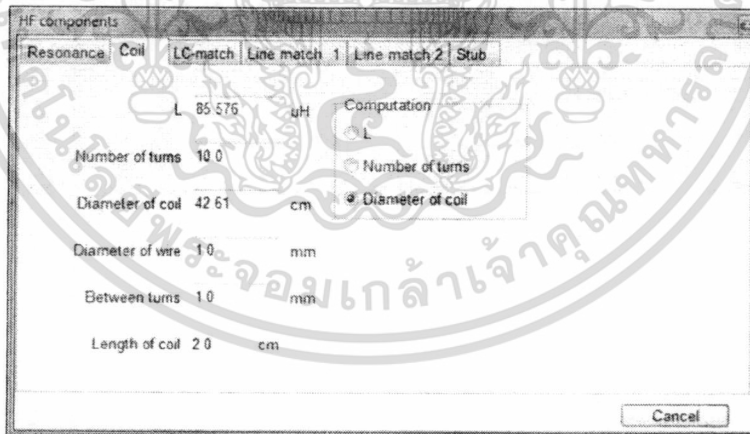 HF components
Resonance Coil LC-match Line match 1 Line match 2 Stub
L 85.576 uH
Computation
L
Number of turns
Diameter of coil
Number of turns 10.0
Diameter of coil 42.61 cm
Diameter of wire 1.0 mm
Between turns 1.0 mm
Length of coil 2.0 cm
Cancel